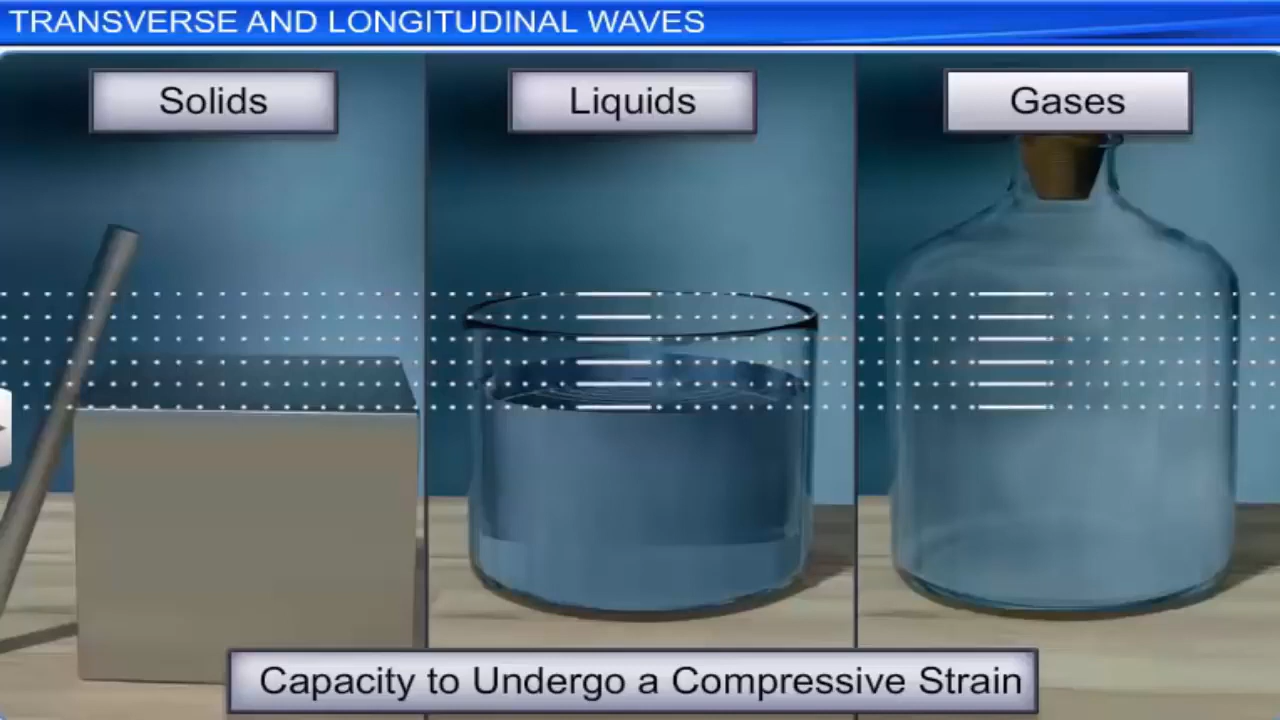 TRANSVERSE AND LONGITUDINAL WAVES
Solids
Liquids
Gases
Capacity to Undergo a Compressive Strain